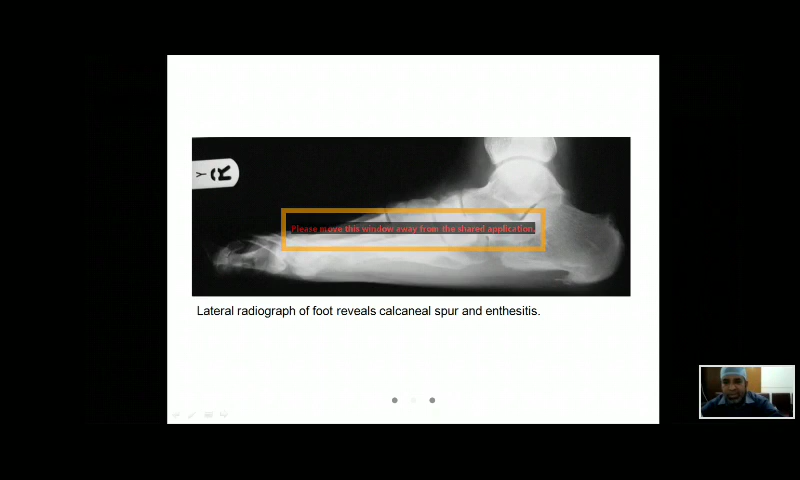 Y R
Please move this window away from the shared application.
Lateral radiograph of foot reveals calcaneal spur and enthesitis.